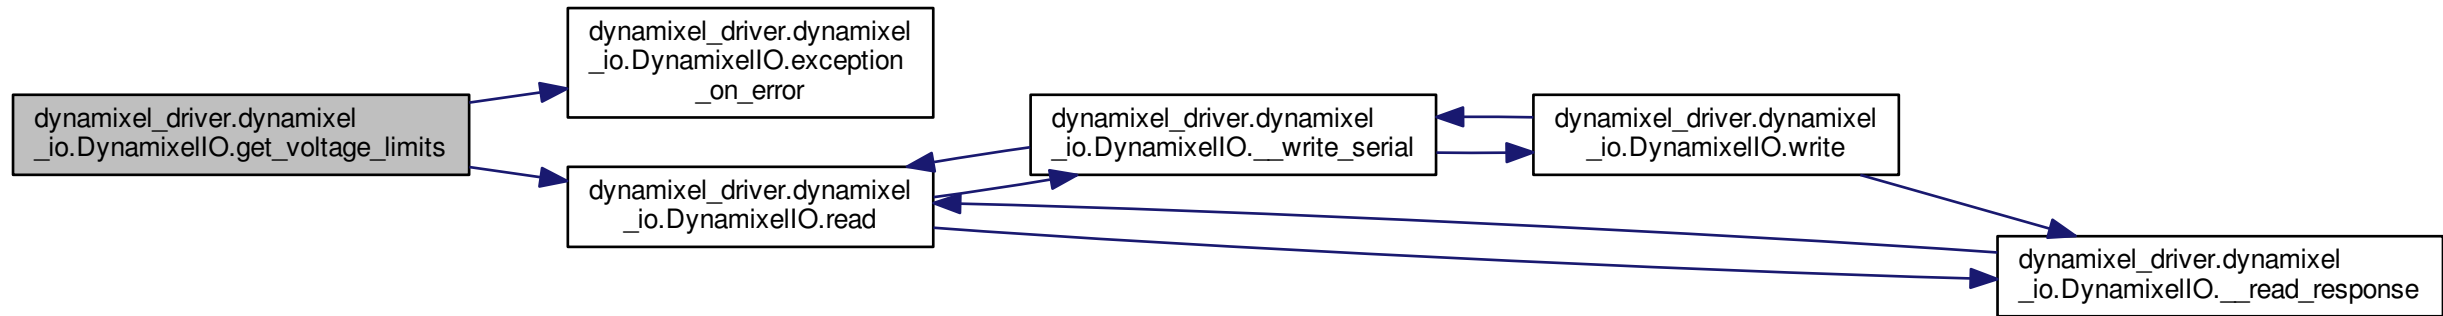 dynamixel_driver.dynamixel
_io.DynamixelIO.get_voltage_limits
dynamixel_driver.dynamixel
_io.DynamixelIO.exception
_on_error
dynamixel_driver.dynamixel
_io.DynamixelIO.read
dynamixel_driver.dynamixel
_io.DynamixelIO.__write_serial
dynamixel_driver.dynamixel
_io.DynamixelIO.write
dynamixel_driver.dynamixel
_io.DynamixelIO.__read_response